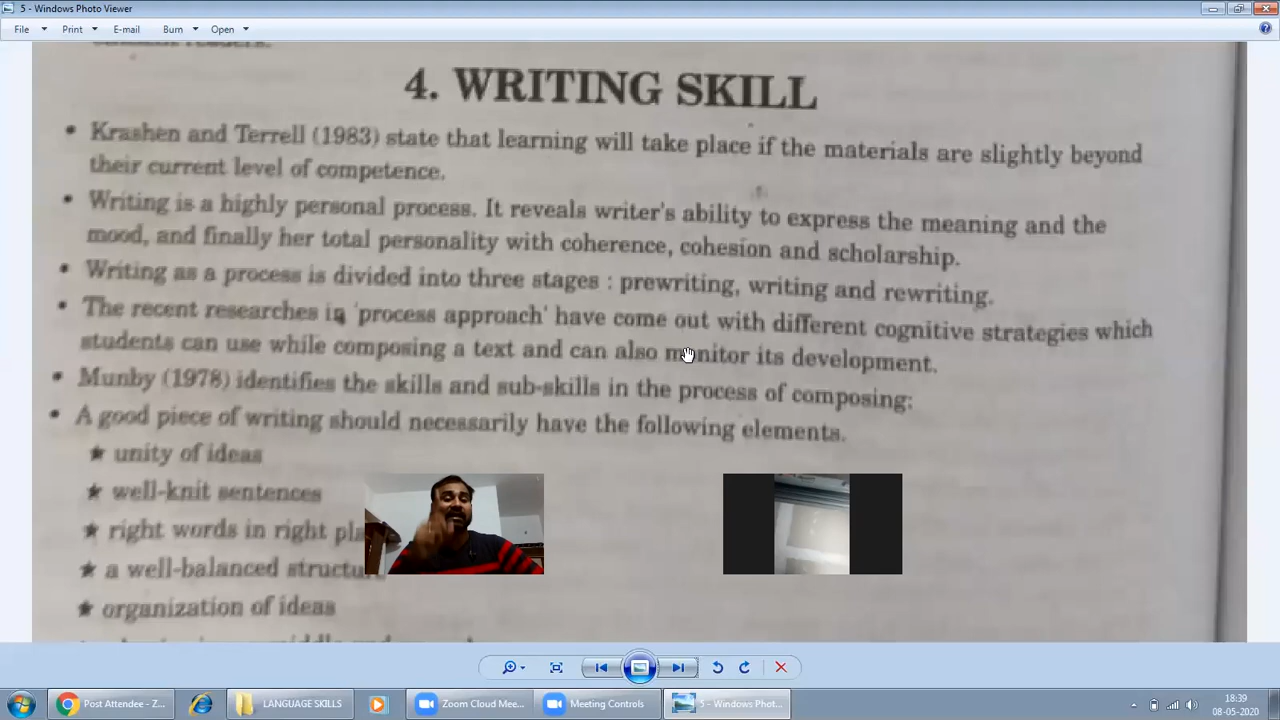 5 - Windows Photo Viewer
File Print E-mail Burn Open
4. WRITING SKILL
• Krashen and Terrell (1983) state that learning will take place if the materials are slightly beyond
their current level of competence.
• Writing is a highly personal process. It reveals writer's ability to express the meaning and the
mood, and finally her total personality with coherence, cohesion and scholarship.
• Writing as a process is divided into three stages : prewriting, writing and rewriting.
• The recent researches in 'process approach' have come out with different cognitive strategies which
students can use while composing a text and can also monitor its development.
• Munby (1978) identifies the skills and sub-skills in the process of composing:
• A good piece of writing should necessarily have the following elements.
★ unity of ideas
★ well-knit sentences
★ right words in right
★ a well-balanced
★ organization of ideas
Post Attendee - Z... LANGUAGE SKILLS Zoom Cloud Mee... Meeting Controls 5 - Windows Phot...
18:39
08-05-2020